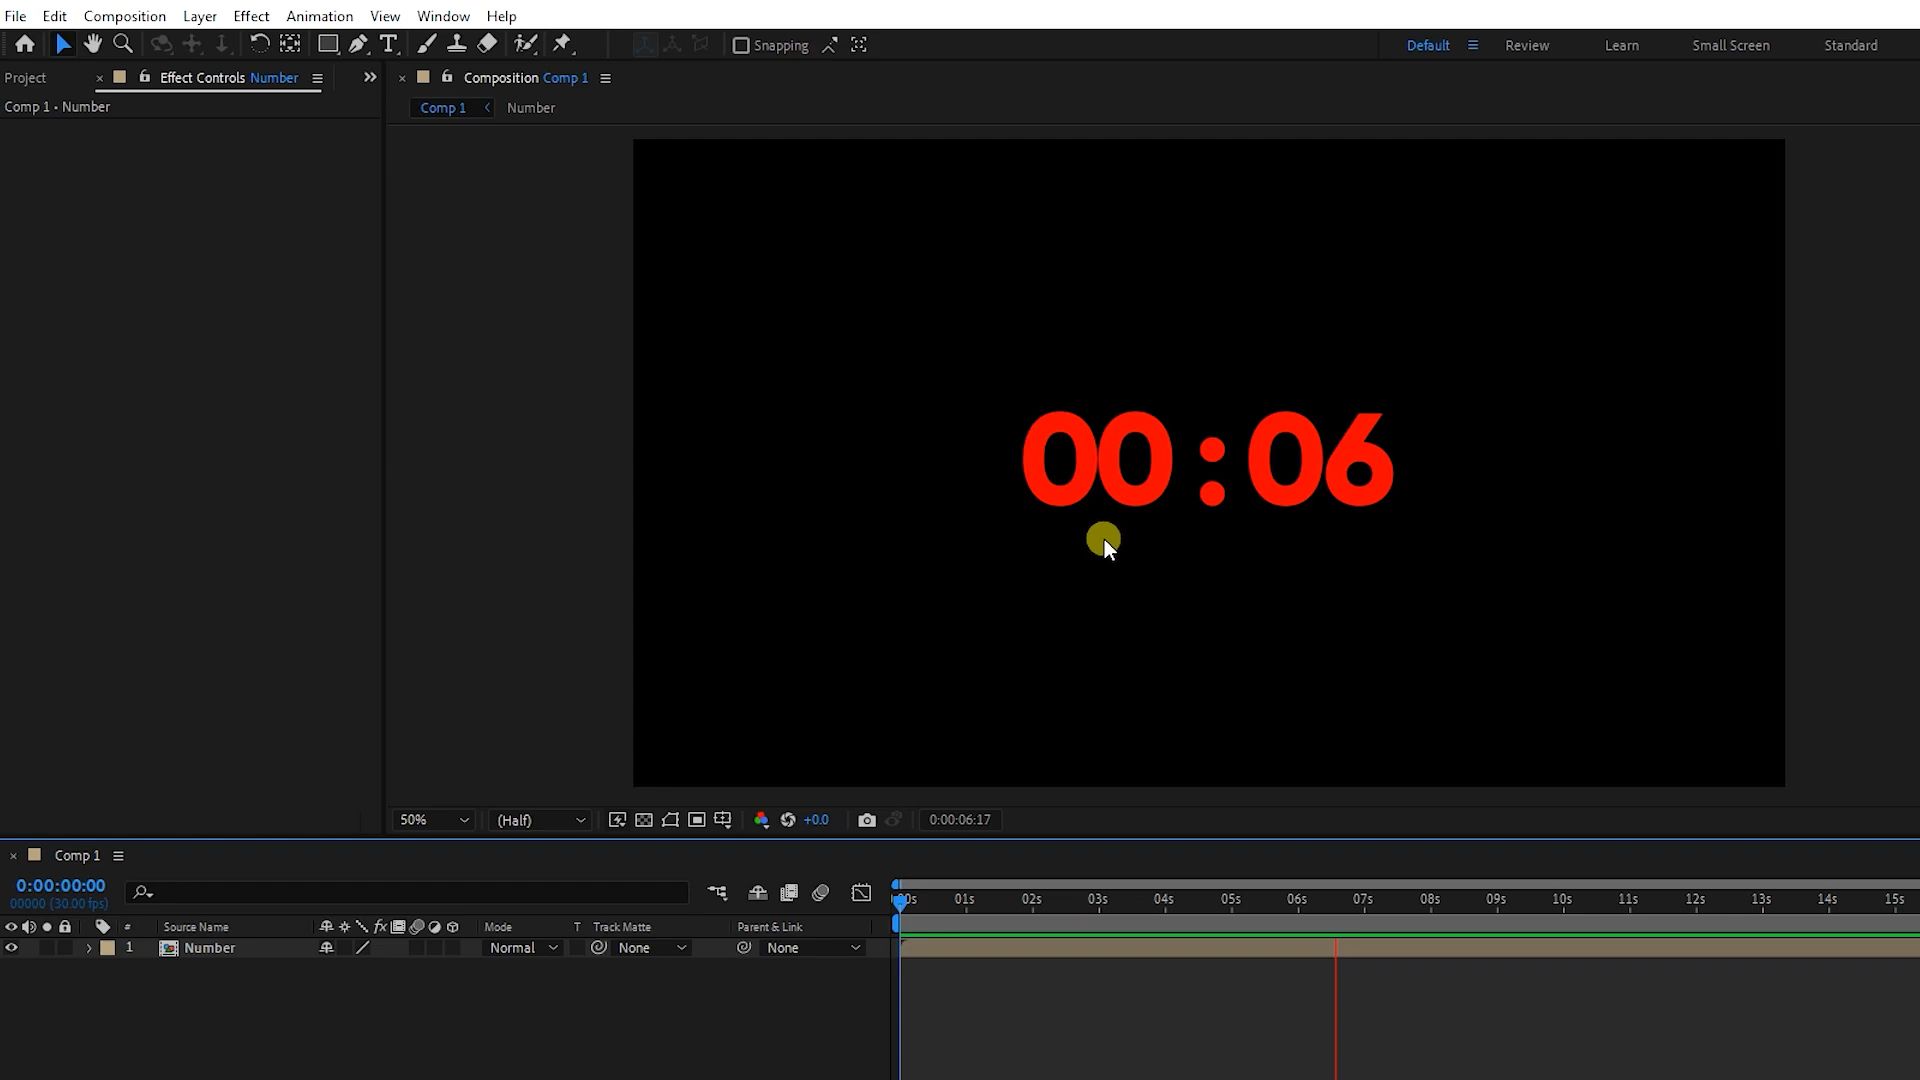 File Edit Composition Layer Effect Animation View Window Help
Snapping Default Review Learn Small Screen Standard
Project Effect Controls Number Composition Comp 1
Comp 1 • Number
Comp 1 Number
00:06
50% (Half) +0.0 0:00:06:17
Comp 1
0:00:00:00
00000 (30.00 fps)
01s 02s 03s 04s 05s 06s 07s 08s 09s 10s 11s 12s 13s 14s 15s
# Source Name fx Mode T Track Matte Parent & Link
1 Number Normal None None